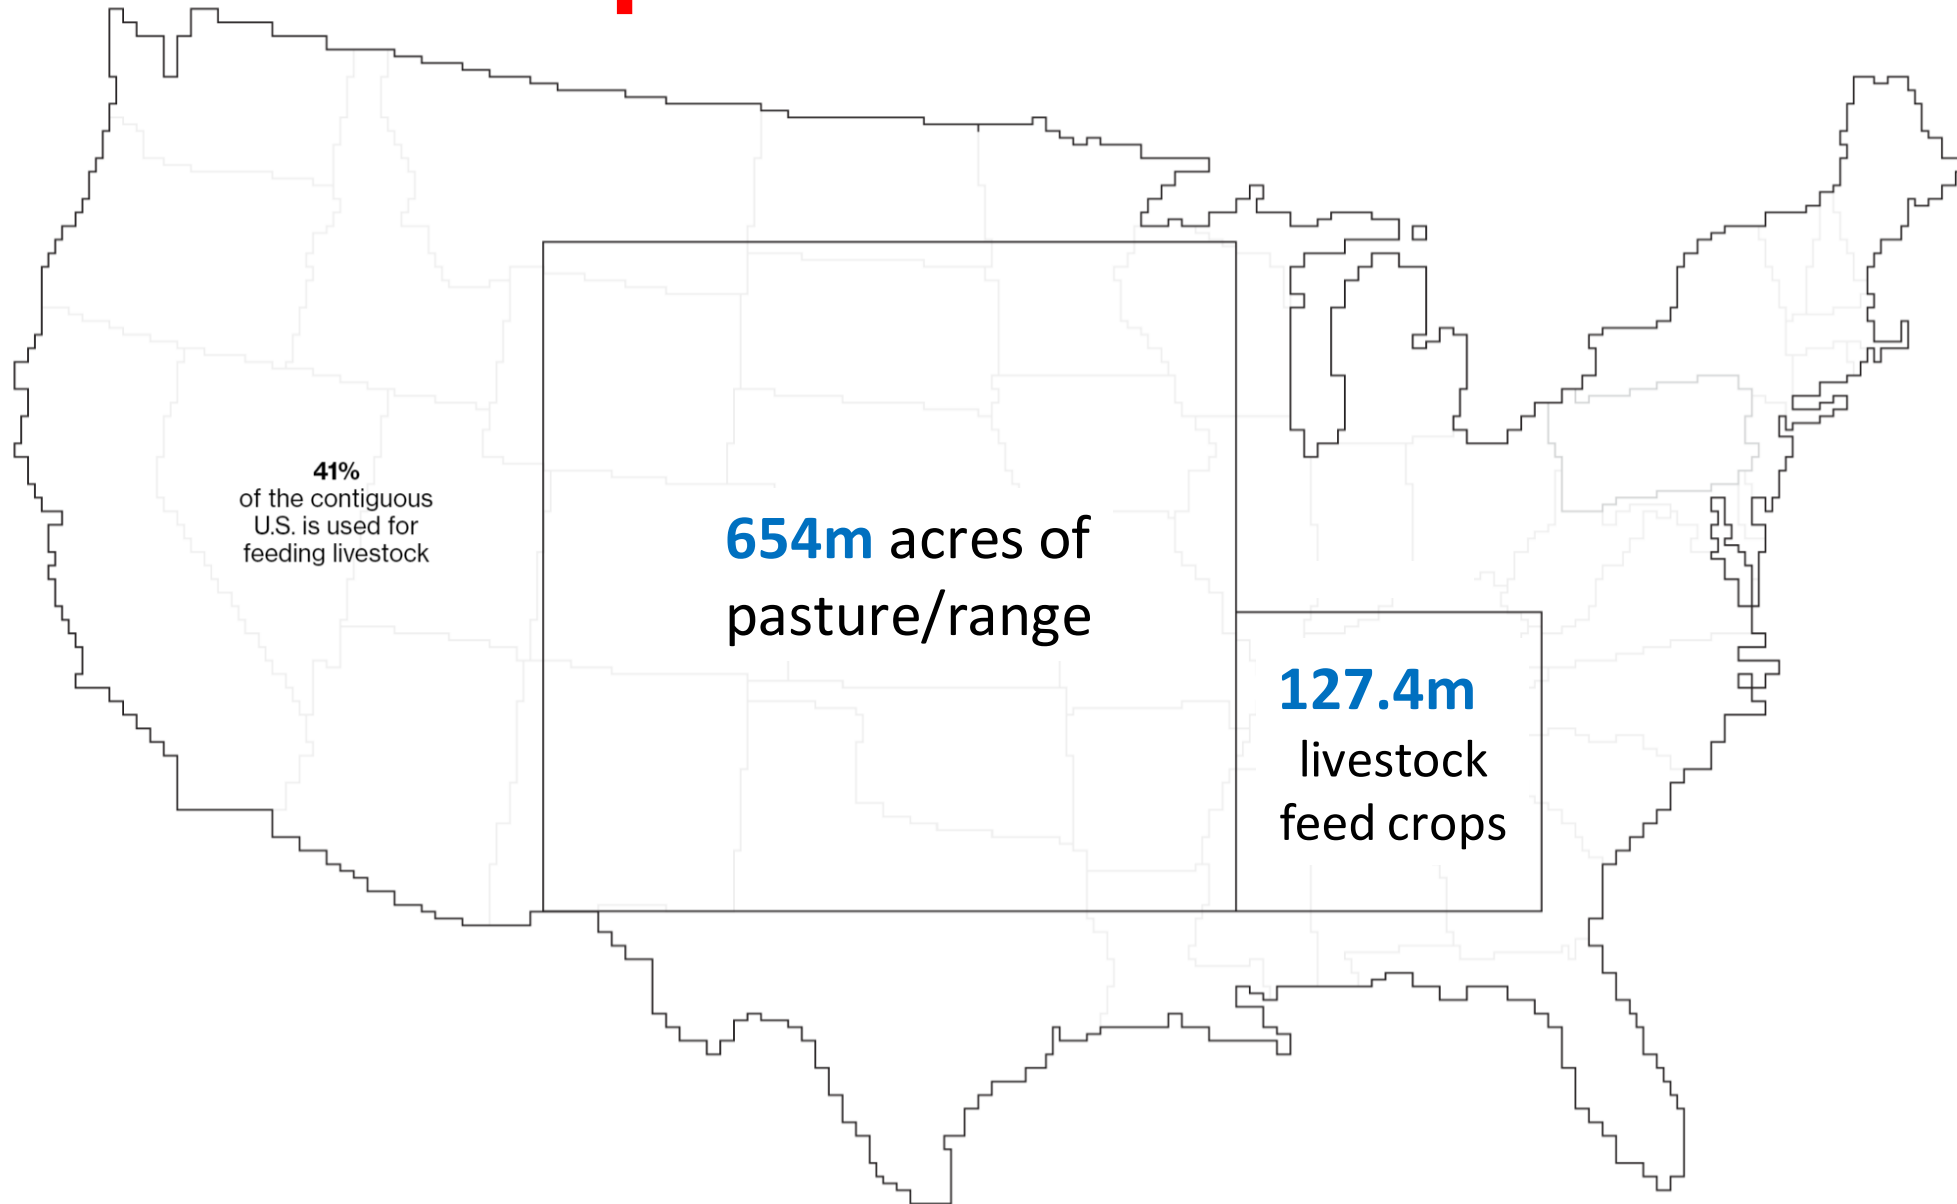 41%
of the contiguous
U.S. is used for
feeding livestock
654m acres of
pasture/range
127.4m
livestock
feed crops